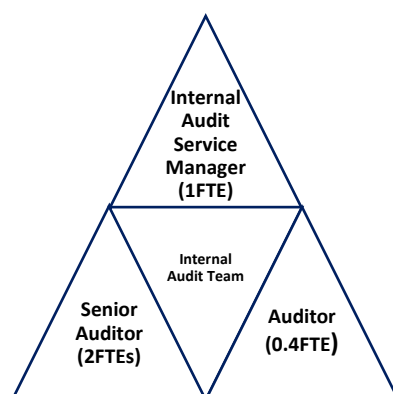 Internal
Audit
Service
Manager
(1FTE)
Internal
Audit Team
Senior
Auditor
(2FTEs)
Auditor
(0.4FTE)